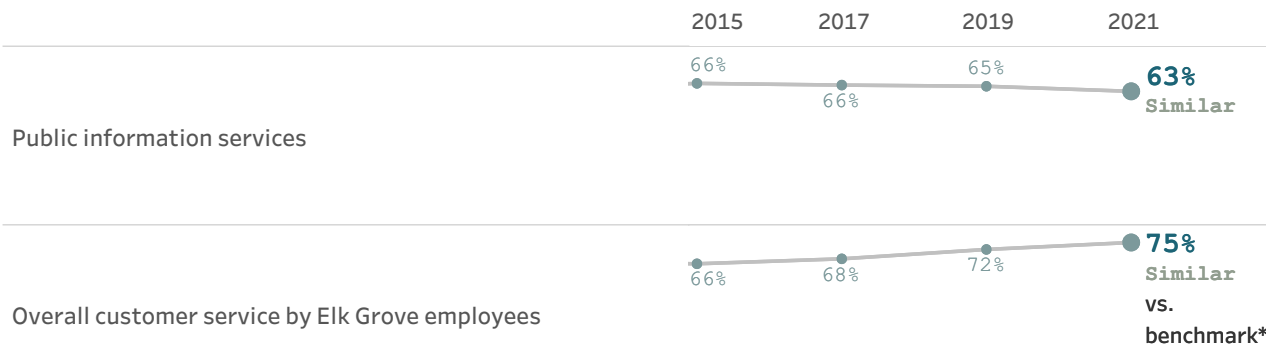 2015 2017 2019 2021
66% 66% 65% 63%
Similar
Public information services
66% 68% 72% 75%
Similar
vs.
benchmark*
Overall customer service by Elk Grove employees